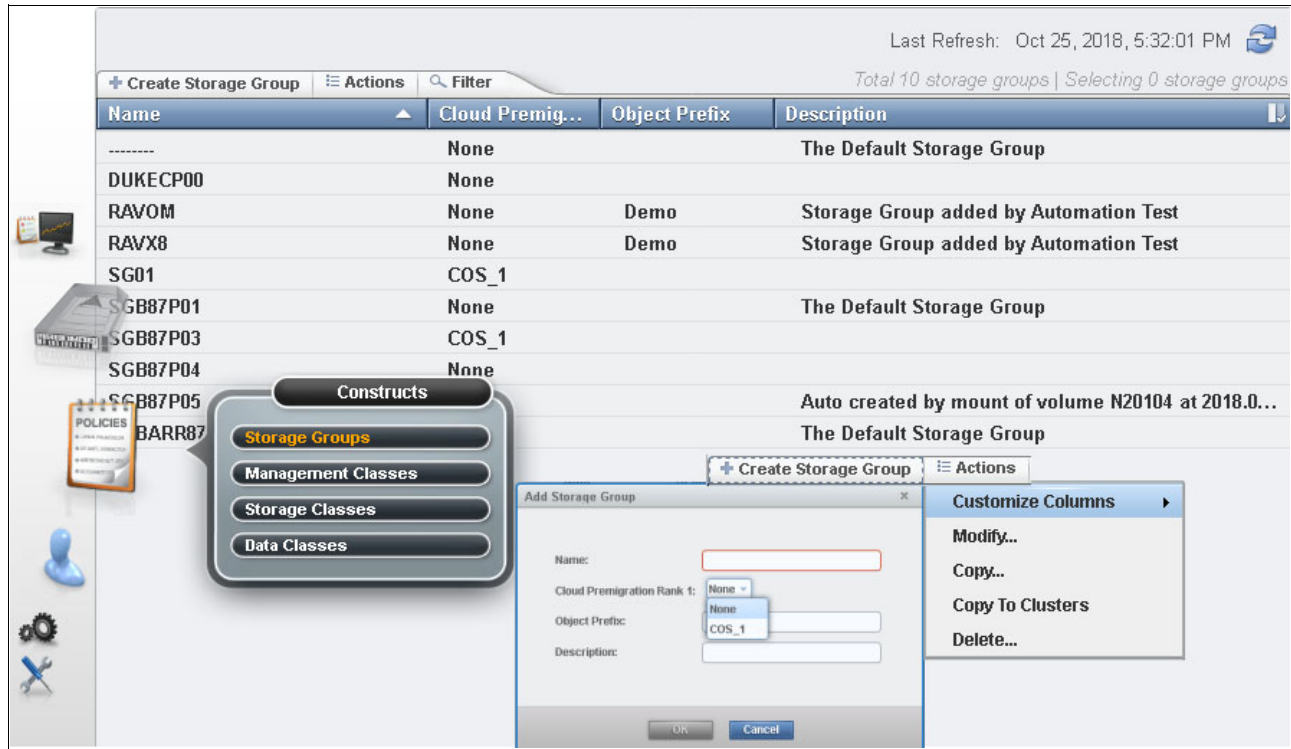 Last Refresh: Oct 25, 2018, 5:32:01 PM
Create Storage Group Actions Filter Total 10 storage groups | Selecting 0 storage groups
Name Cloud Premig... Object Prefix Description
-------- None The Default Storage Group
DUKECP00 None
RAVOM None Demo Storage Group added by Automation Test
RAVX8 None Demo Storage Group added by Automation Test
SG01 COS_1
SGB87P01 None The Default Storage Group
SGB87P03 COS_1
SGB87P04 None
SGB87P05 Auto created by mount of volume N20104 at 2018.0...
BARR87 The Default Storage Group
POLICIES
Constructs
Storage Groups
Management Classes
Storage Classes
Data Classes
Create Storage Group Actions
Customize Columns
Modify...
Copy...
Copy To Clusters
Delete...
Add Storage Group x
Name:
Cloud Premigration Rank 1: None
None
COS_1
Object Prefix:
Description:
OK Cancel